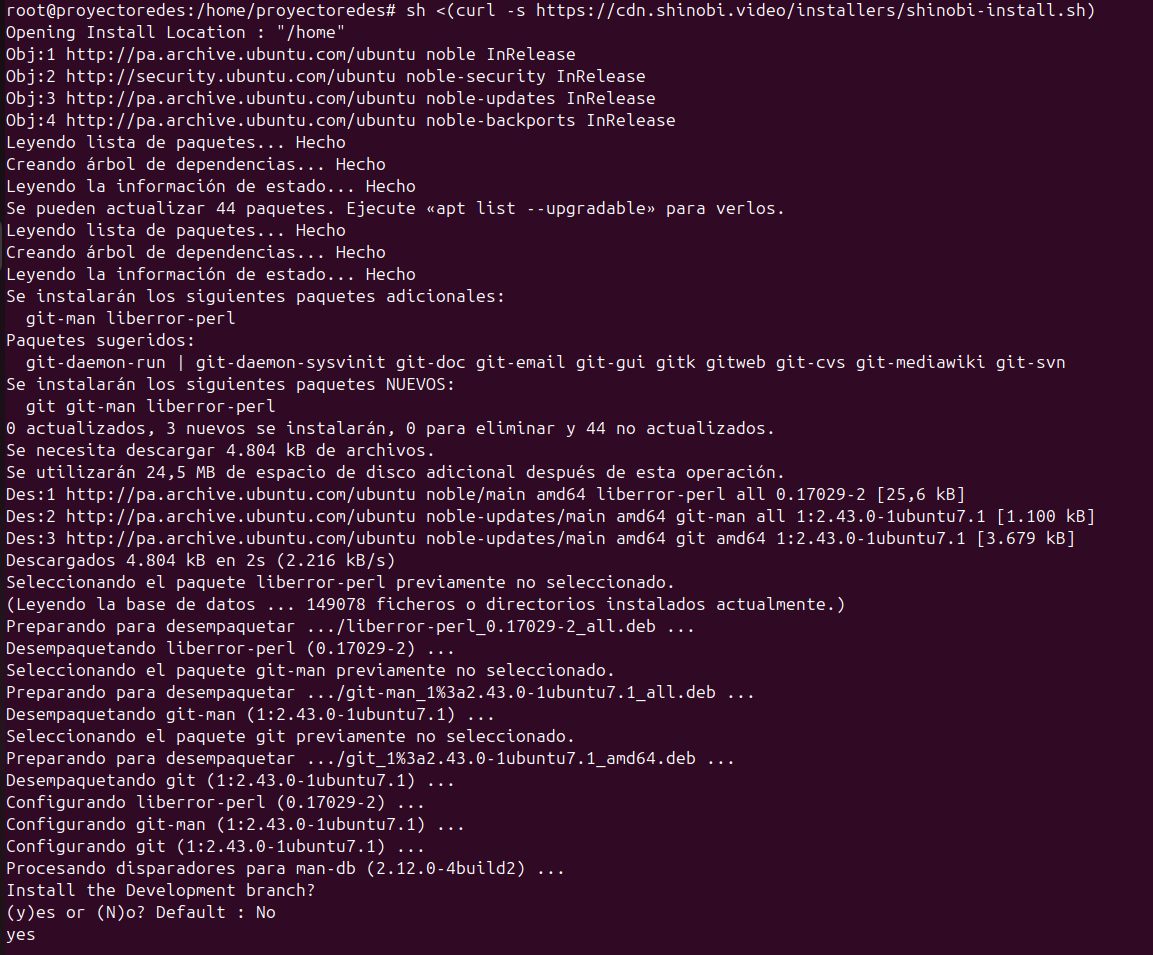 root@proyectoredes:/home/proyectoredes# sh <(curl -s https://cdn.shinobi.video/installers/shinobi-install.sh)
Opening Install Location : "/home"
Obj:1 http://pa.archive.ubuntu.com/ubuntu noble InRelease
Obj:2 http://security.ubuntu.com/ubuntu noble-security InRelease
Obj:3 http://pa.archive.ubuntu.com/ubuntu noble-updates InRelease
Obj:4 http://pa.archive.ubuntu.com/ubuntu noble-backports InRelease
Leyendo lista de paquetes... Hecho
Creando árbol de dependencias... Hecho
Leyendo la información de estado... Hecho
Se pueden actualizar 44 paquetes. Ejecute «apt list --upgradable» para verlos.
Leyendo lista de paquetes... Hecho
Creando árbol de dependencias... Hecho
Leyendo la información de estado... Hecho
Se instalarán los siguientes paquetes adicionales:
  git-man liberror-perl
Paquetes sugeridos:
  git-daemon-run | git-daemon-sysvinit git-doc git-email git-gui gitk gitweb git-cvs git-mediawiki git-svn
Se instalarán los siguientes paquetes NUEVOS:
  git git-man liberror-perl
0 actualizados, 3 nuevos se instalarán, 0 para eliminar y 44 no actualizados.
Se necesita descargar 4.804 kB de archivos.
Se utilizarán 24,5 MB de espacio de disco adicional después de esta operación.
Des:1 http://pa.archive.ubuntu.com/ubuntu noble/main amd64 liberror-perl all 0.17029-2 [25,6 kB]
Des:2 http://pa.archive.ubuntu.com/ubuntu noble-updates/main amd64 git-man all 1:2.43.0-1ubuntu7.1 [1.100 kB]
Des:3 http://pa.archive.ubuntu.com/ubuntu noble-updates/main amd64 git amd64 1:2.43.0-1ubuntu7.1 [3.679 kB]
Descargados 4.804 kB en 2s (2.216 kB/s)
Seleccionando el paquete liberror-perl previamente no seleccionado.
(Leyendo la base de datos ... 149078 ficheros o directorios instalados actualmente.)
Preparando para desempaquetar .../liberror-perl_0.17029-2_all.deb ...
Desempaquetando liberror-perl (0.17029-2) ...
Seleccionando el paquete git-man previamente no seleccionado.
Preparando para desempaquetar .../git-man_1%3a2.43.0-1ubuntu7.1_all.deb ...
Desempaquetando git-man (1:2.43.0-1ubuntu7.1) ...
Seleccionando el paquete git previamente no seleccionado.
Preparando para desempaquetar .../git_1%3a2.43.0-1ubuntu7.1_amd64.deb ...
Desempaquetando git (1:2.43.0-1ubuntu7.1) ...
Configurando liberror-perl (0.17029-2) ...
Configurando git-man (1:2.43.0-1ubuntu7.1) ...
Configurando git (1:2.43.0-1ubuntu7.1) ...
Procesando disparadores para man-db (2.12.0-4build2) ...
Install the Development branch?
(y)es or (N)o? Default : No
yes